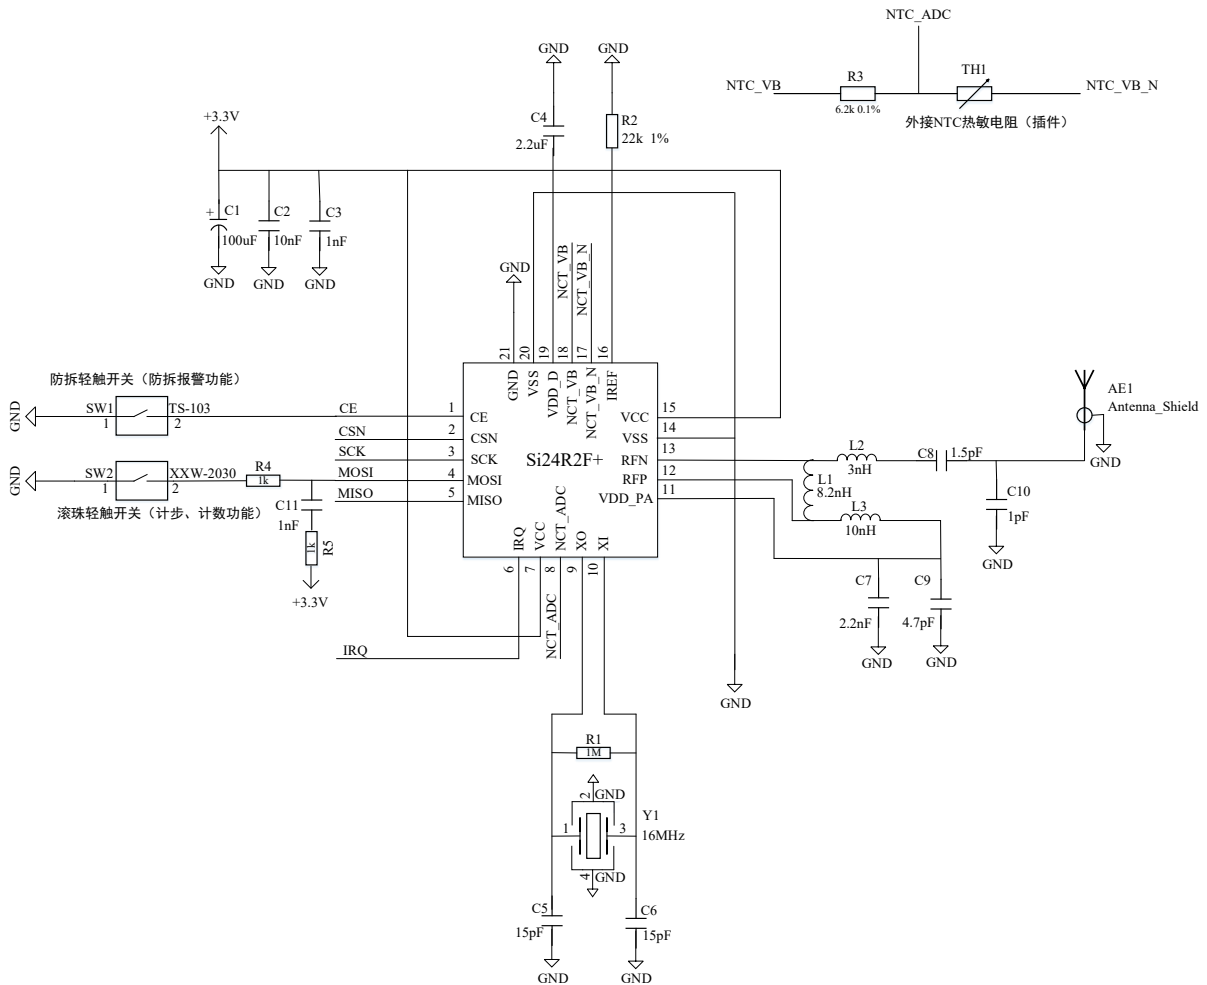 NTC_ADC
GND
GND
NTC_VB
R3
TH1
NTC_VB_N
6.2k 0.1%
外接NTC热敏电阻（插件）
+3.3V
C4
2.2uF
R2
22k 1%
+
C1
100uF
C2
10nF
C3
1nF
GND
GND
GND
GND
NCT_VB
NCT_VB_N
21
20
19
18
17
16
GND
VSS
VDD_D
NCT_VB
NCT_VB_N
IREF
防拆轻触开关（防拆报警功能）
GND
SW1
1
TS-103
2
CE
1
CE
CSN
2
CSN
SCK
3
SCK
GND
SW2
1
XXW-2030
2
R4
1k
MOSI
4
MOSI
MISO
5
MISO
滚珠轻触开关（计步、计数功能）
C11
1nF
1k
R5
+3.3V
Si24R2F+
VCC
15
VSS
14
RFN
13
RFP
12
VDD_PA
11
IRQ
VCC
NCT_ADC
XO
XI
6
7
8
9
10
NCT_ADC
IRQ
L1
8.2nH
L2
3nH
L3
10nH
C8
1.5pF
AE1
Antenna_Shield
GND
C10
1pF
GND
C7
2.2nF
GND
C9
4.7pF
GND
GND
R1
1M
2
GND
1
3
Y1
16MHz
4
GND
C5
15pF
C6
15pF
GND
GND